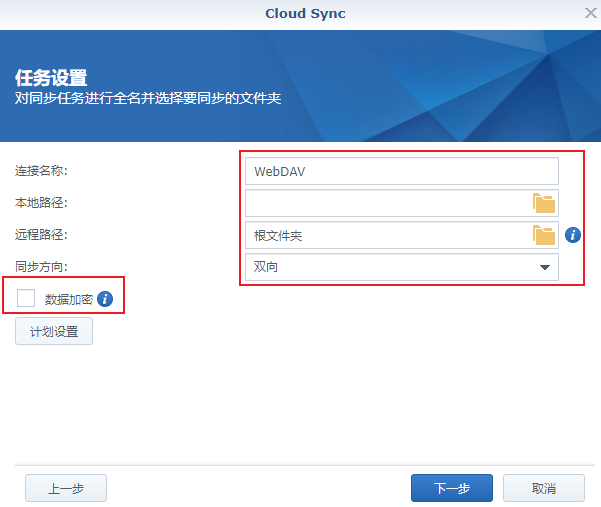 Cloud Sync
任务设置
对同步任务进行全名并选择要同步的文件夹
连接名称:
WebDAV
本地路径:
远程路径:
根文件夹
同步方向:
双向
数据加密
计划设置
上一步
下一步
取消